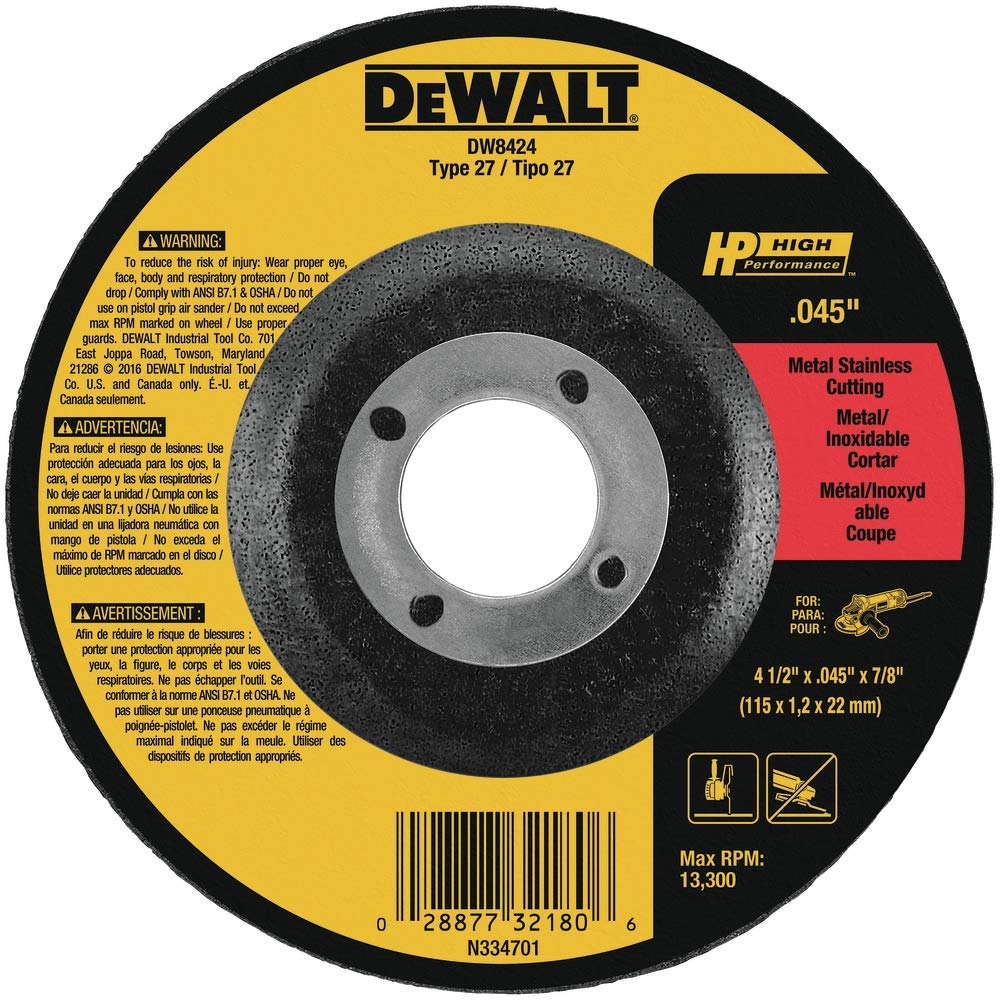 DEWALT®
DW8424
Type 27 / Tipo 27
WARNING:
To reduce the risk of injury: Wear proper eye,
face, body and respiratory protection / Do not
drop / Comply with ANSI B7.1 & OSHA / Do not
use on pistol grip air sander / Do not exceed
max RPM marked on wheel / Use proper
guards. DEWALT Industrial Tool Co. 701
East Joppa Road, Towson, Maryland
21286 © 2016 DEWALT Industrial Tool
Co. U.S. and Canada only. É.-U. et.
Canada seulement.
ADVERTENCIA:
Para reducir el riesgo de lesiones: Use
protección adecuada para los ojos, la
cara, el cuerpo y las vías respiratorias /
No deje caer la unidad / Cumpla con las
normas ANSI B7.1 y OSHA / No utilice la
unidad en una lijadora neumática con
mango de pistola / No exceda el
máximo de RPM marcado en el disco /
Utilice protectores adecuados.
AVERTISSEMENT :
Afin de réduire le risque de blessures :
porter une protection appropriée pour les
yeux, la figure, le corps et les voies
respiratoires. Ne pas échapper l'outil. Se
conformer à la norme ANSI B7.1 et OSHA. Ne
pas utiliser sur une ponceuse pneumatique à
poignée-pistolet. Ne pas excéder le régime
maximal indiqué sur la meule. Utiliser des
dispositifs de protection appropriés.
HP HIGH
Performance™
.045"
Metal Stainless
Cutting
Metal/
Inoxidable
Cortar
Métal/Inoxyd
able
Coupe
FOR:
PARA:
POUR :
4 1/2" x .045" x 7/8"
(115 x 1,2 x 22 mm)
Max RPM:
13,300
0 28877 32180 6
N334701